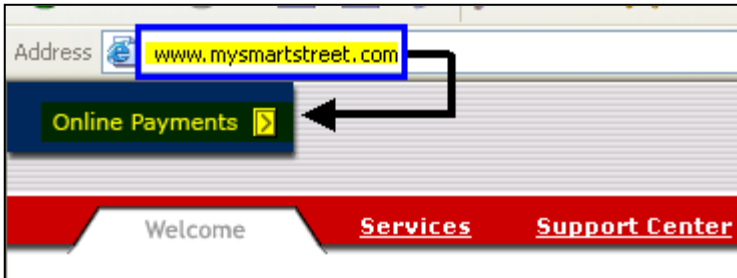 Address www.mysmartstreet.com
Online Payments
Welcome Services Support Center